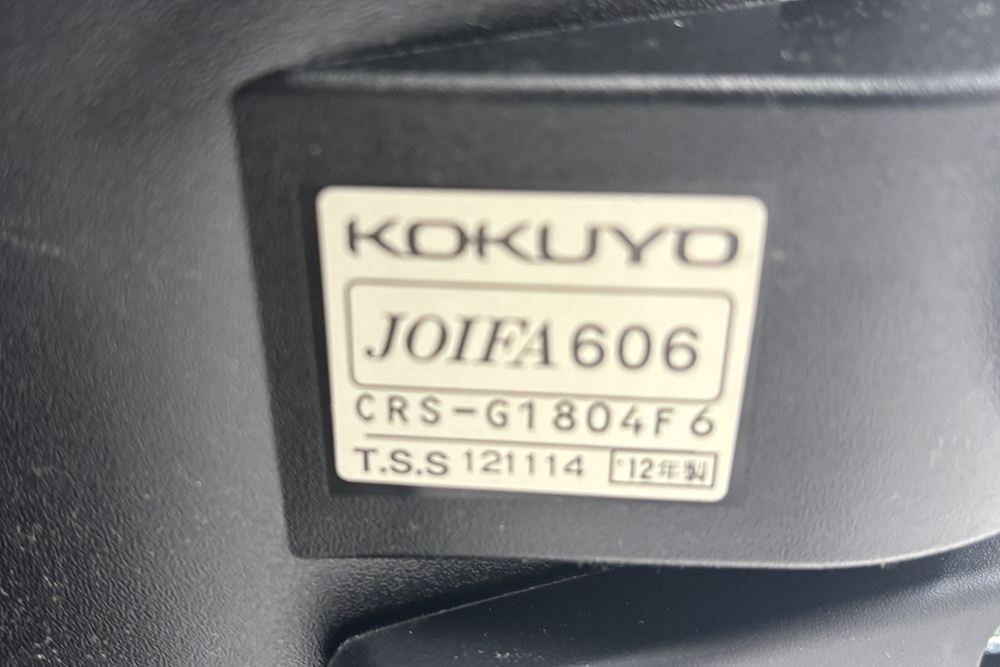 KOKUYO
JOIFA 606
CRS-G1804F6
T.S.S 121114 '12年製